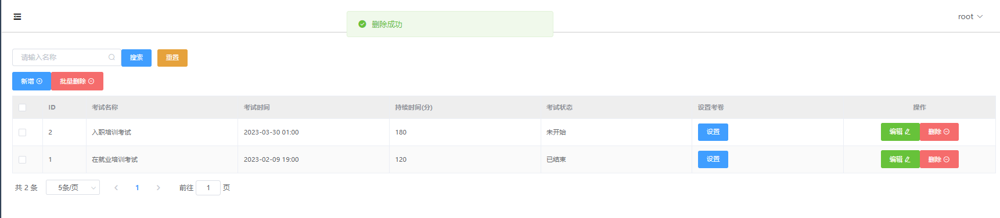 删除成功
root
请输入名称 搜索 重置
新增 批量删除
ID 考试名称 考试时间 持续时间(分) 考试状态 设置考卷 操作
2 入职培训考试 2023-03-30 01:00 180 未开始 设置 编辑 删除
1 在就业培训考试 2023-02-09 19:00 120 已结束 设置 编辑 删除
共 2 条 5条/页 1 前往 1 页